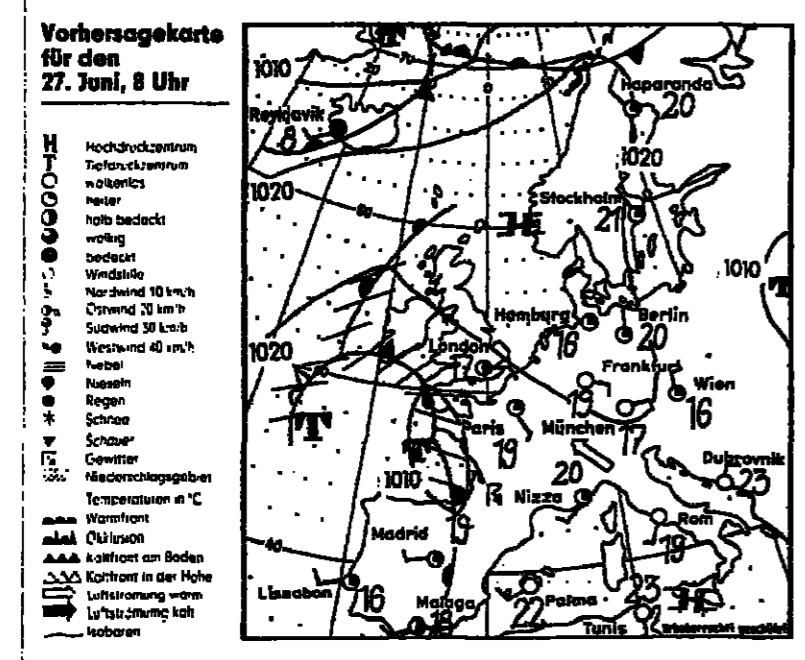 Vorhersagekarte
für den
27. Juni, 8 Uhr
H Hochdruckzentrum
T Tiefdruckzentrum
wolkenlos
heiter
halb bedeckt
wolkig
bedeckt
Windstille
Nordwind 10 km/h
Ostwind 20 km/h
Südwind 30 km/h
Westwind 40 km/h
Nebel
Nieseln
Regen
Schnee
Schauer
Gewitter
Niederschlagsgebiet
Temperaturen in °C
Warmfront
Okklusion
Kaltfront am Boden
Kaltfront in der Höhe
Luftströmung warm
Luftströmung kalt
Isobaren
T
1010
Haparanda
20
Reykjavik
8
1020
1020
Stockholm
21
H
1010
T
Hamburg
16
Berlin
20
1020
London
17
Frankfurt
19
Wien
16
T
Paris
19
München
17
T
1010
Dubrovnik
23
20
Nizza
Rom
19
Madrid
40
Lissabon
16
Malaga
18
22
Palma
23
Tunis
H